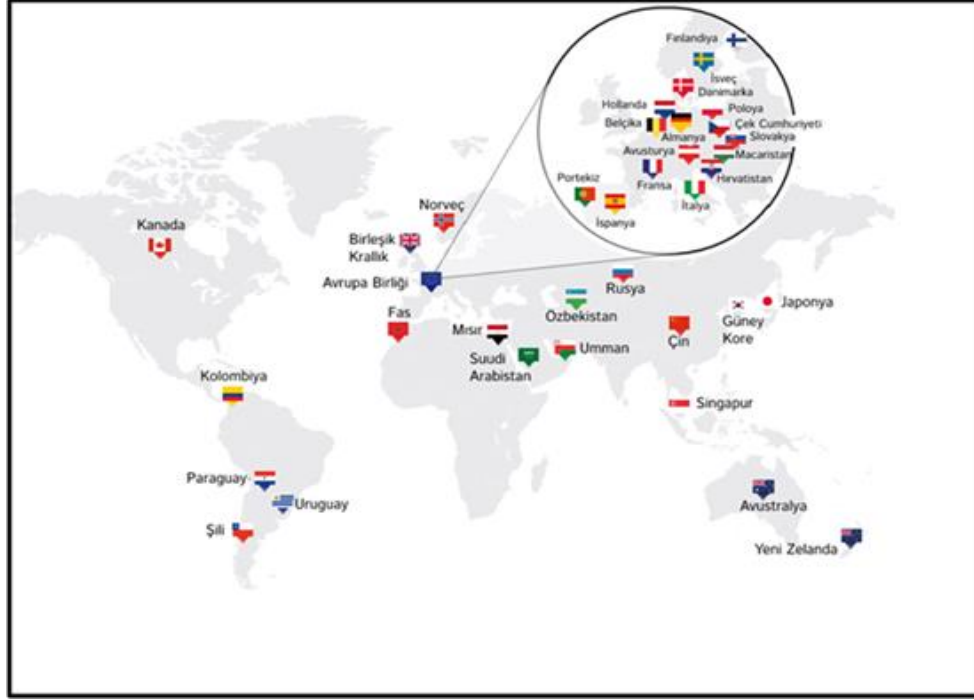 Finlandiya
İsveç
Danimarka
Hollanda
Poloya
Belçika
Çek Cumhuriyeti
Almanya
Slovakya
Avusturya
Macaristan
Fransa
Hırvatistan
Portekiz
İtalya
İspanya
Kanada
Norveç
Birleşik
Krallık
Avrupa Birliği
Rusya
Fas
Özbekistan
Japonya
Mısır
Güney
Kore
Çin
Umman
Suudi
Arabistan
Kolombiya
Singapur
Paraguay
Uruguay
Avustralya
Şili
Yeni Zelanda